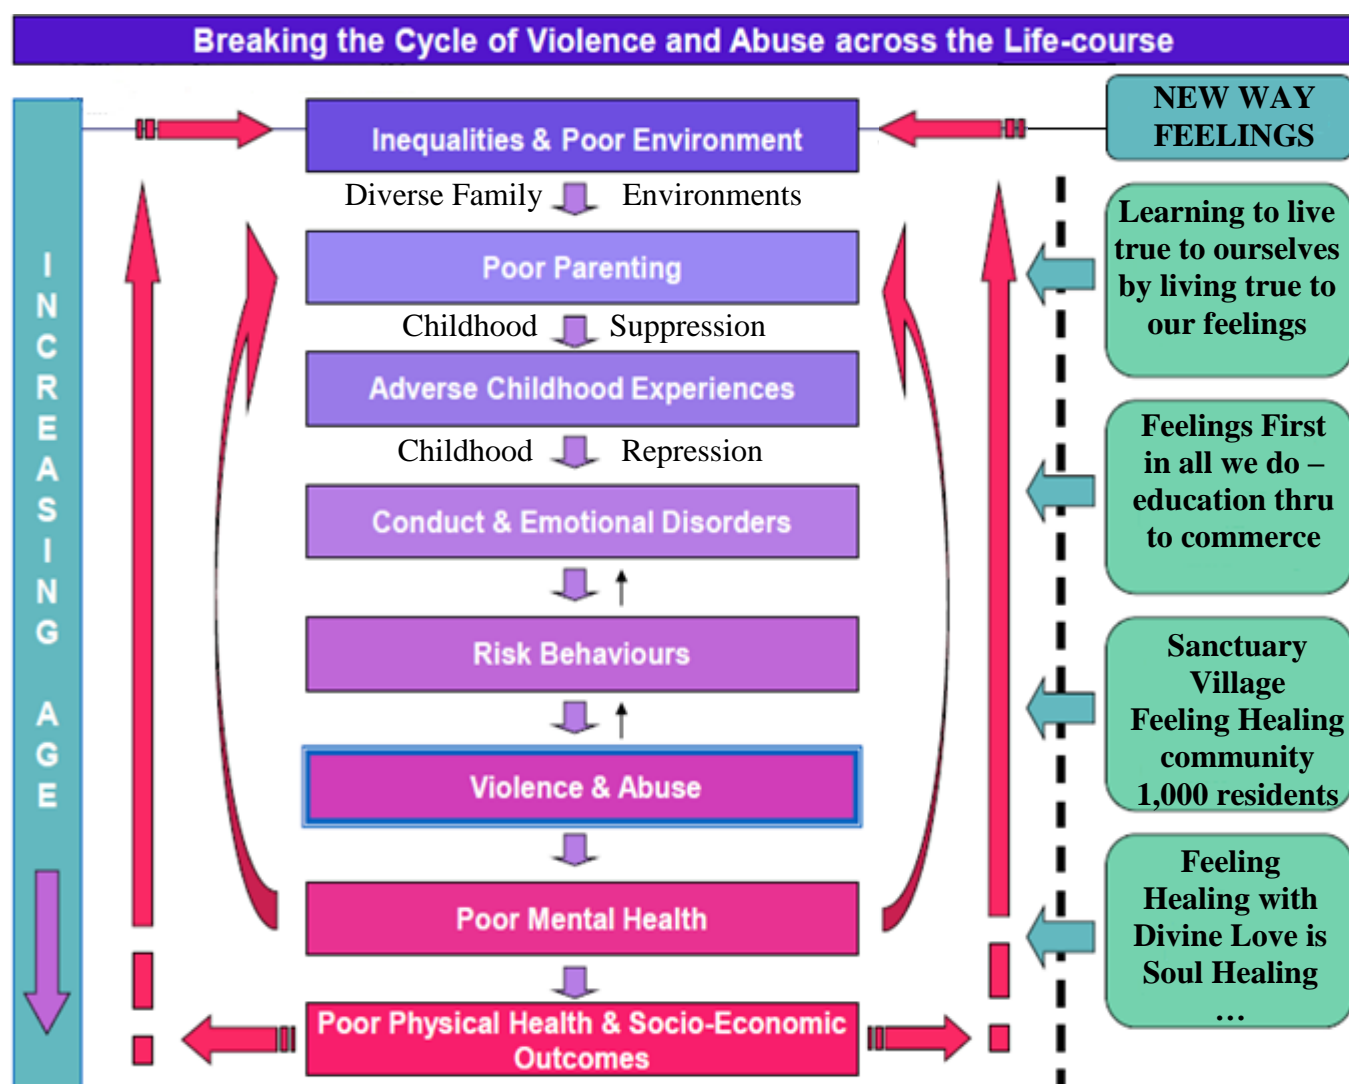 Breaking the Cycle of Violence and Abuse across the Life-course
INCREASING AGE
Inequalities & Poor Environment
Diverse Family Environments
Poor Parenting
Childhood Suppression
Adverse Childhood Experiences
Childhood Repression
Conduct & Emotional Disorders
Risk Behaviours
Violence & Abuse
Poor Mental Health
Poor Physical Health & Socio-Economic
Outcomes
NEW WAY
FEELINGS
Learning to live
true to ourselves
by living true to
our feelings
Feelings First
in all we do –
education thru
to commerce
Sanctuary
Village
Feeling Healing
community
1,000 residents
Feeling
Healing with
Divine Love is
Soul Healing
…